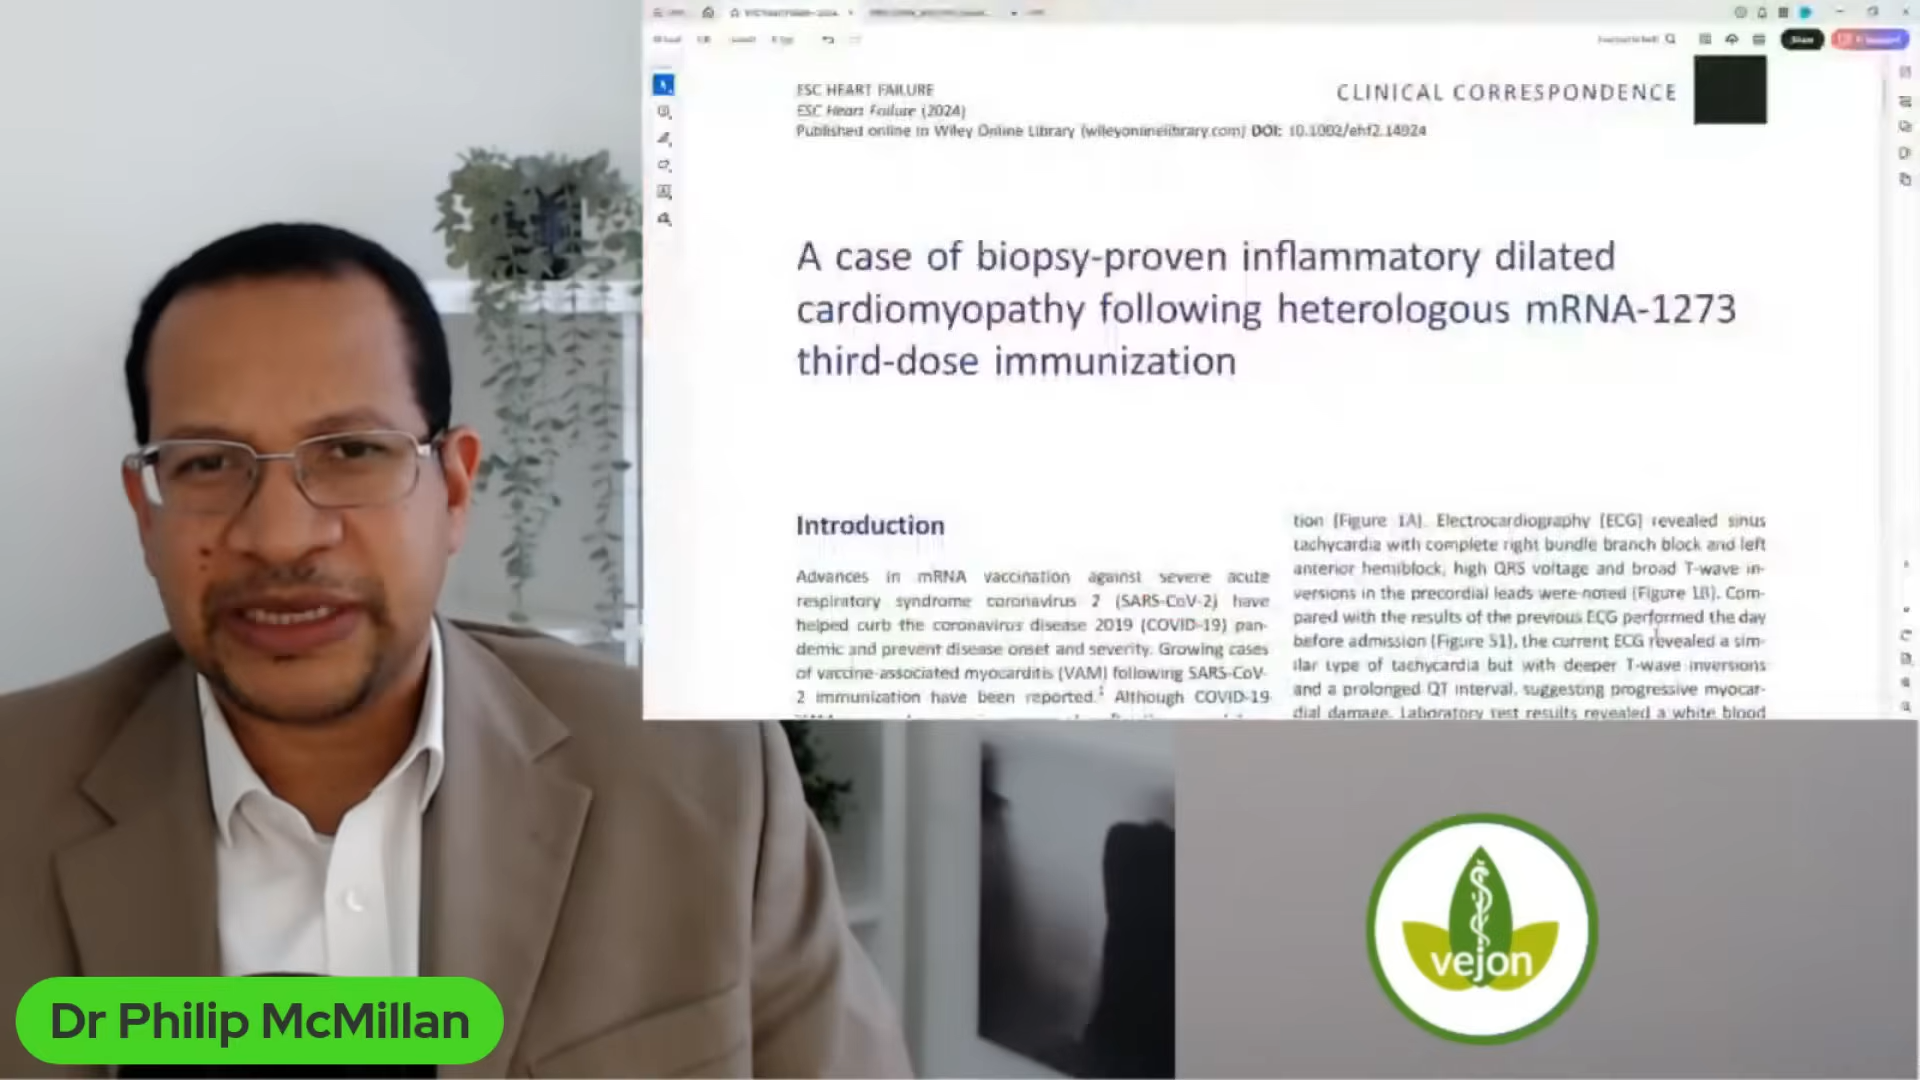 ESC HEART FAILURE
ESC Heart Failure (2024)
Published online in Wiley Online Library (wileyonlinelibrary.com) DOI: 10.1002/ehf2.14924
CLINICAL CORRESPONDENCE
A case of biopsy-proven inflammatory dilated
cardiomyopathy following heterologous mRNA-1273
third-dose immunization
Introduction
Advances in mRNA vaccination against severe acute
respiratory syndrome coronavirus 2 (SARS-CoV-2) have
helped curb the coronavirus disease 2019 (COVID-19) pan-
demic and prevent disease onset and severity. Growing cases
of vaccine-associated myocarditis (VAM) following SARS-CoV-
2 immunization have been reported.¹ Although COVID-19
tion (Figure 1A). Electrocardiography (ECG) revealed sinus
tachycardia with complete right bundle branch block and left
anterior hemiblock, high QRS voltage and broad T-wave in-
versions in the precordial leads were noted (Figure 1B). Com-
pared with the results of the previous ECG performed the day
before admission (Figure S1), the current ECG revealed a sim-
ilar type of tachycardia but with deeper T-wave inversions
and a prolonged QT interval, suggesting progressive myocar-
dial damage. Laboratory test results revealed a white blood
Share
vejon
Dr Philip McMillan